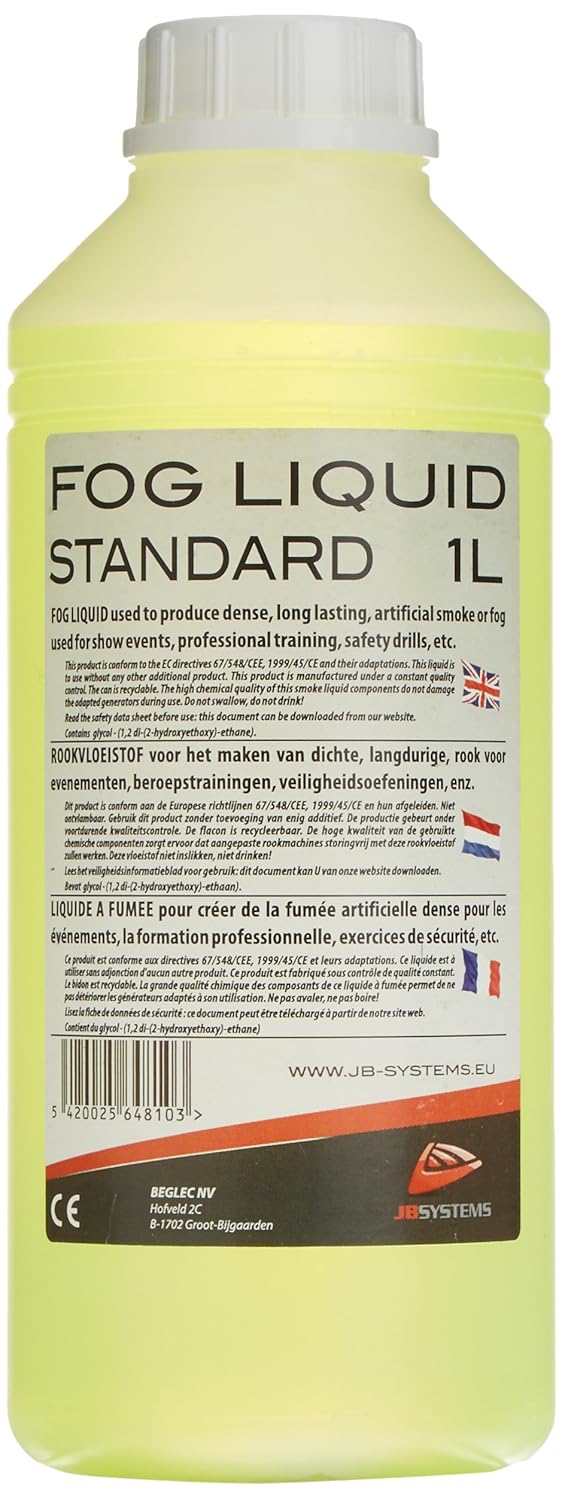 FOG LIQUID
STANDARD 1L
FOG LIQUID used to produce dense, long lasting, artificial smoke or fog
used for show events, professional training, safety drills, etc.
This product is conform to the EC directives 67/548/CEE, 1999/45/CE and their adaptations. This liquid is
to use without any other additional product. This product is manufactured under a constant quality
control. The can is recyclable. The high chemical quality of this smoke liquid components do not damage
the adapted generators during use. Do not swallow, do not drink!
Read the safety data sheet before use: this document can be downloaded from our website.
Contains glycol - (1,2 di-(2-hydroxyethoxy)-ethane).
ROOKVLOEISTOF voor het maken van dichte, langdurige, rook voor
evenementen, beroepstrainingen, veiligheidsoefeningen, enz.
Dit product is conform aan de Europese richtlijnen 67/548/CEE, 1999/45/CE en hun afgeleiden. Niet
ontvlambaar. Gebruik dit product zonder toevoeging van enig additief. De productie gebeurt onder
voortdurende kwaliteitscontrole. De flacon is recycleerbaar. De hoge kwaliteit van de gebruikte
chemische componenten zorgt ervoor dat aangepaste rookmachines storingvrij met deze rookvloeistof
zullen werken. Deze vloeistof niet inslikken, niet drinken!
Lees het veiligheidsinformatieblad voor gebruik: dit document kan U van onze website downloaden.
Bevat glycol - (1,2 di-(2-hydroxyethoxy)-ethaan).
LIQUIDE A FUMEE pour créer de la fumée artificielle dense pour les
événements, la formation professionnelle, exercices de sécurité, etc.
Ce produit est conforme aux directives 67/548/CEE, 1999/45/CE et leurs adaptations. Ce liquide est à
utiliser sans adjonction d'aucun autre produit. Ce produit est fabriqué sous contrôle de qualité constant.
Le bidon est recyclable. La grande qualité chimique des composants de ce liquide à fumée permet de ne
pas détériorer les générateurs adaptés à son utilisation. Ne pas avaler, ne pas boire!
Lisez la fiche de données de sécurité : ce document peut être téléchargé à partir de notre site web.
Contient du glycol - (1,2 di-(2-hydroxyethoxy)-ethane)
WWW.JB-SYSTEMS.EU
5 420025 648103 >
CE
BEGLEC NV
Hofveld 2C
B-1702 Groot-Bijgaarden
JBSYSTEMS